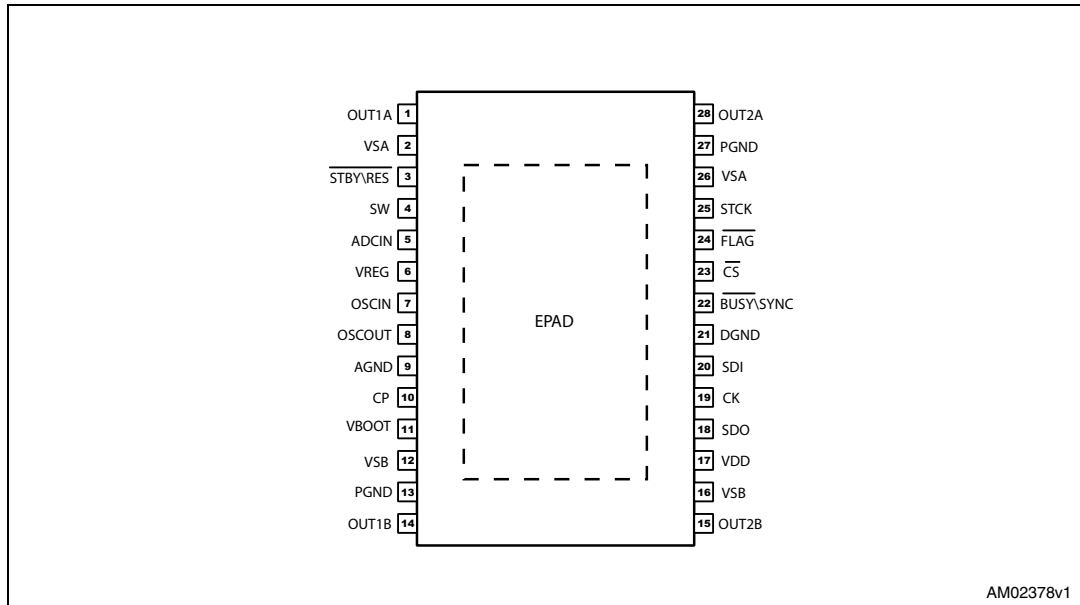 OUT1A 1
VSA 2
STBY\RES 3
SW 4
ADCIN 5
VREG 6
OSCIN 7
OSCOUT 8
AGND 9
CP 10
VBOOT 11
VSB 12
PGND 13
OUT1B 14
EPAD
28 OUT2A
27 PGND
26 VSA
25 STCK
24 FLAG
23 CS
22 BUSY\SYNC
21 DGND
20 SDI
19 CK
18 SDO
17 VDD
16 VSB
15 OUT2B
AM02378v1